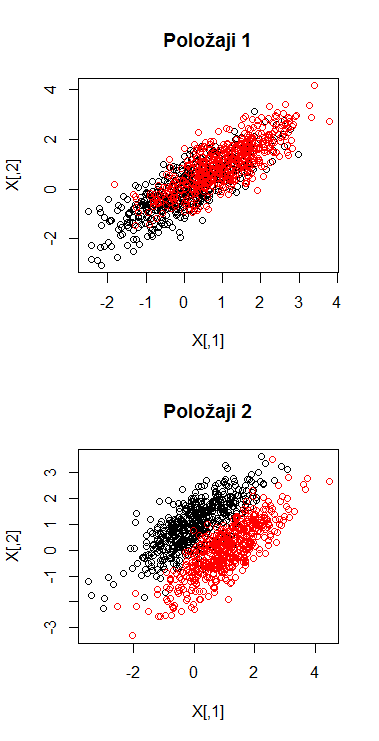 Položaji 1
X[,2]
4
2
0
-2
-2 -1 0 1 2 3 4
X[,1]
Položaji 2
X[,2]
3
2
1
0
-1
-3
-2 0 2 4
X[,1]